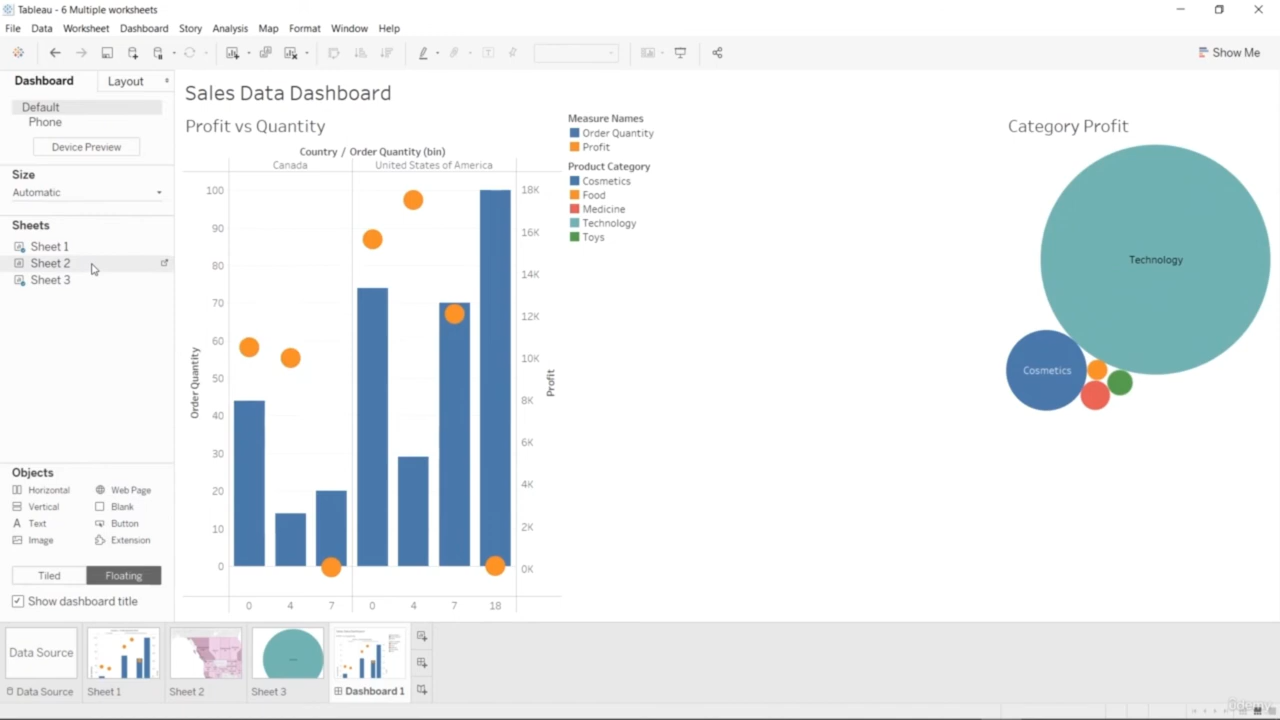 Tableau - 6 Multiple worksheets
File Data Worksheet Dashboard Story Analysis Map Format Window Help
Show Me
Dashboard Layout
Default
Phone
Device Preview
Size
Automatic
Sheets
Sheet 1
Sheet 2
Sheet 3
Objects
Horizontal Web Page
Vertical Blank
Text Button
Image Extension
Tiled Floating
Show dashboard title
Sales Data Dashboard
Profit vs Quantity
Country / Order Quantity (bin)
Canada United States of America
Order Quantity
100
90
80
70
60
50
40
30
20
10
0
18K
16K
14K
12K
10K
8K
6K
4K
2K
0K
Profit
0 4 7 0 4 7 18
Measure Names
Order Quantity
Profit
Product Category
Cosmetics
Food
Medicine
Technology
Toys
Category Profit
Technology
Cosmetics
Data Source
Data Source Sheet 1 Sheet 2 Sheet 3 Dashboard 1